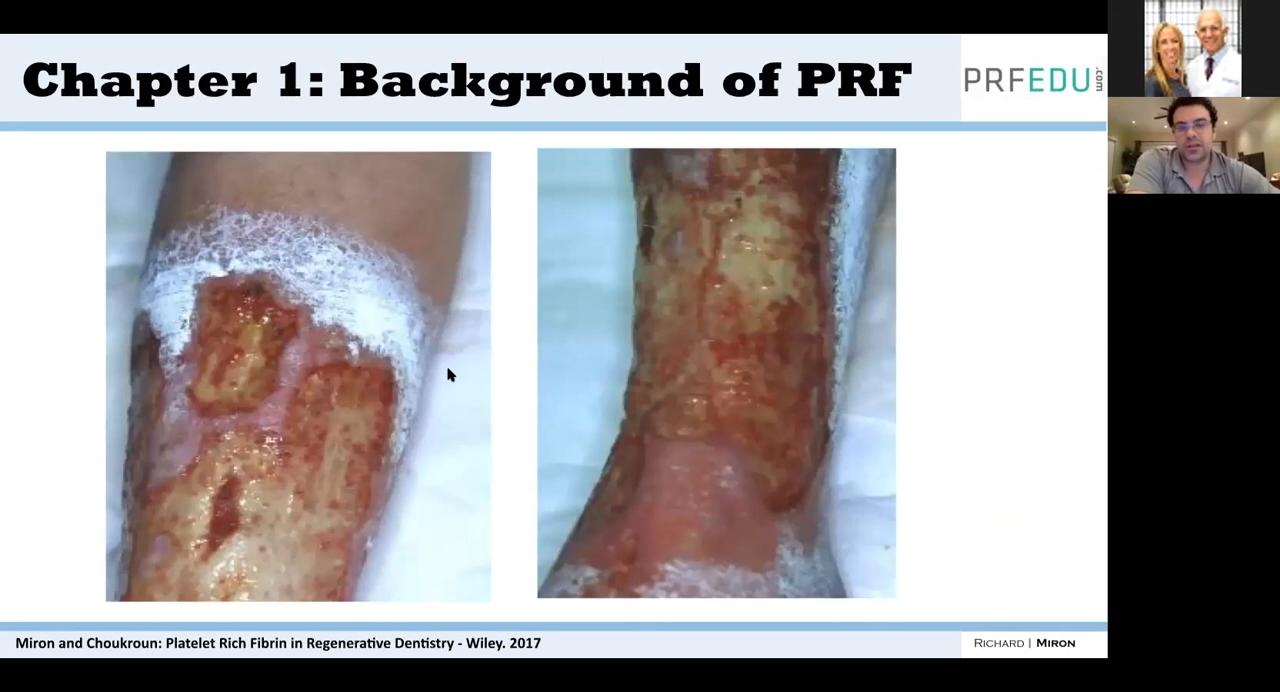 Chapter 1: Background of PRF
PRFEDU.com
Miron and Choukroun: Platelet Rich Fibrin in Regenerative Dentistry - Wiley. 2017
RICHARD | MIRON